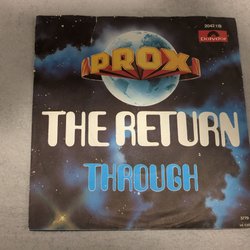 Polydor
PROX
THE RETURN
THROUGH